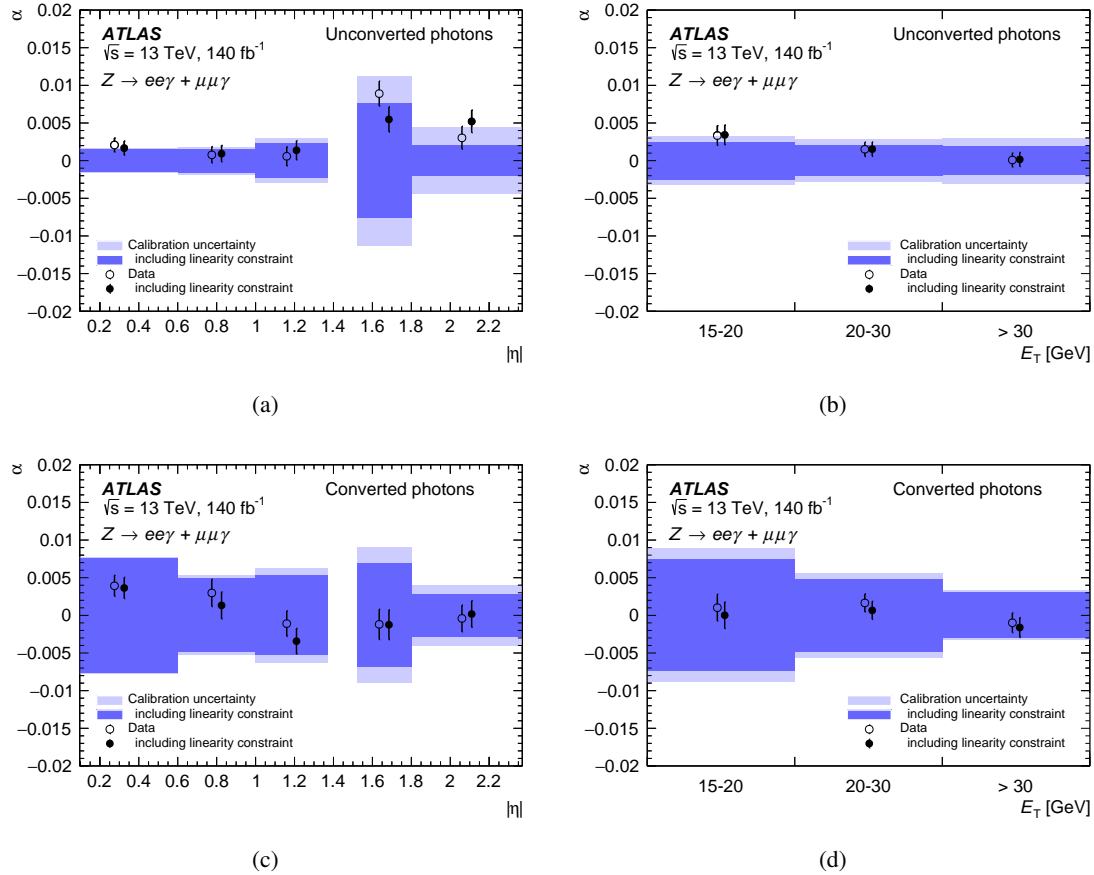 α
0.02
0.015
0.01
0.005
0
−0.005
−0.01
−0.015
−0.02
ATLAS
√s = 13 TeV, 140 fb⁻¹
Z → eeγ + μμγ
Unconverted photons
Calibration uncertainty
including linearity constraint
Data
including linearity constraint
0.2 0.4 0.6 0.8 1 1.2 1.4 1.6 1.8 2 2.2
|η|
(a)
α
0.02
0.015
0.01
0.005
0
−0.005
−0.01
−0.015
−0.02
ATLAS
√s = 13 TeV, 140 fb⁻¹
Z → eeγ + μμγ
Unconverted photons
Calibration uncertainty
including linearity constraint
Data
including linearity constraint
15-20 20-30 > 30
E_T [GeV]
(b)
α
0.02
0.015
0.01
0.005
0
−0.005
−0.01
−0.015
−0.02
ATLAS
√s = 13 TeV, 140 fb⁻¹
Z → eeγ + μμγ
Converted photons
Calibration uncertainty
including linearity constraint
Data
including linearity constraint
0.2 0.4 0.6 0.8 1 1.2 1.4 1.6 1.8 2 2.2
|η|
(c)
α
0.02
0.015
0.01
0.005
0
−0.005
−0.01
−0.015
−0.02
ATLAS
√s = 13 TeV, 140 fb⁻¹
Z → eeγ + μμγ
Converted photons
Calibration uncertainty
including linearity constraint
Data
including linearity constraint
15-20 20-30 > 30
E_T [GeV]
(d)